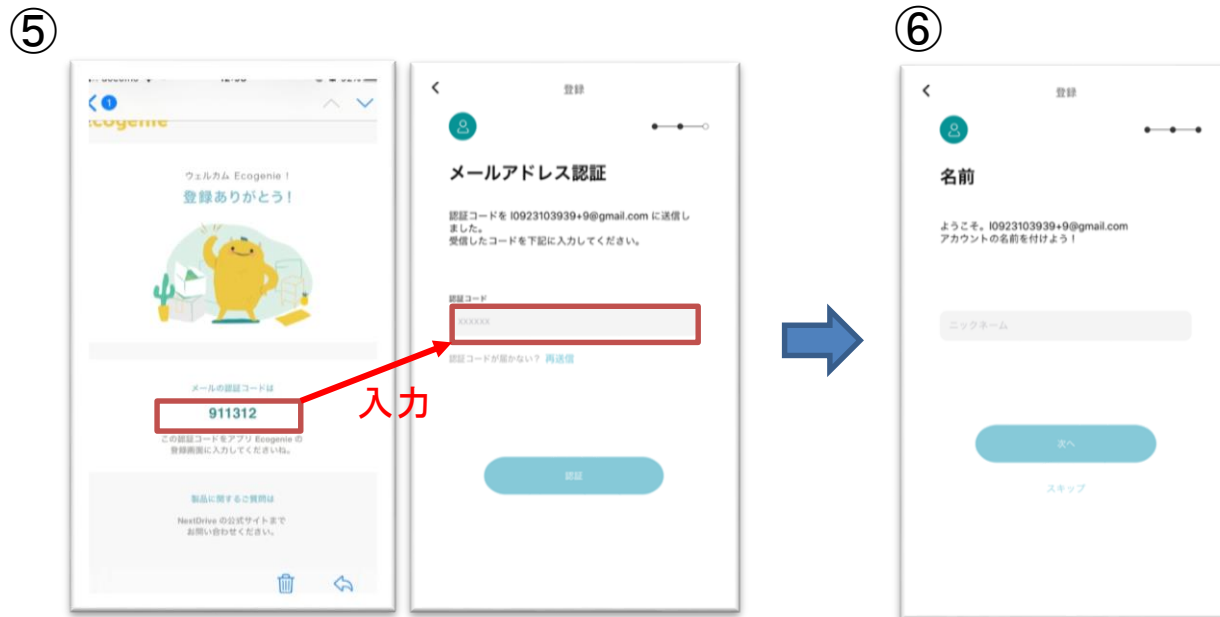 ⑤
12:53
1
Ecogenie
ウェルカム Ecogenie !
登録ありがとう!
メールの認証コードは
911312
この認証コードをアプリ Ecogenie の
登録画面に入力してくださいね。
製品に関するご質問は
NextDrive の公式サイトまで
お問い合わせください。
登録
メールアドレス認証
認証コードを l0923103939+9@gmail.com に送信し
ました。
受信したコードを下記に入力してください。
認証コード
xxxxxx
認証コードが届かない? 再送信
入力
認証
⑥
登録
名前
ようこそ。l0923103939+9@gmail.com
アカウントの名前を付けよう!
ニックネーム
次へ
スキップ